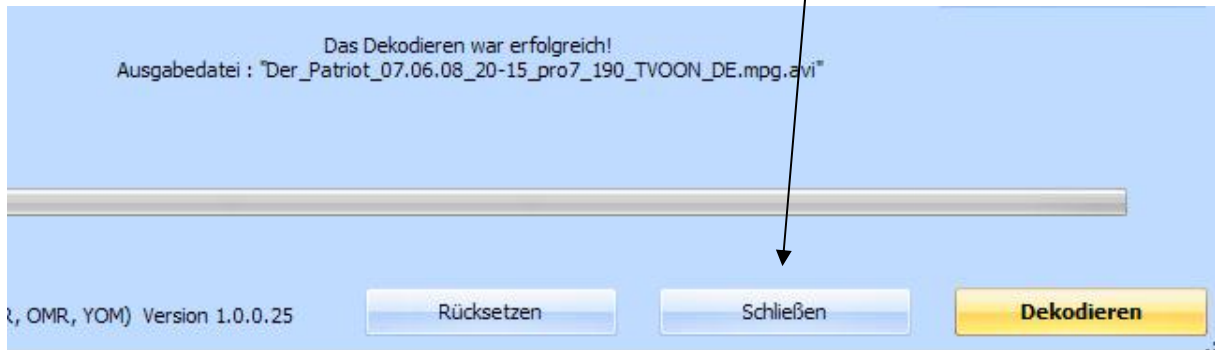 Das Dekodieren war erfolgreich!
Ausgabedatei : "Der_Patriot_07.06.08_20-15_pro7_190_TVOON_DE.mpg.avi"
R, OMR, YOM) Version 1.0.0.25
Rücksetzen
Schließen
Dekodieren